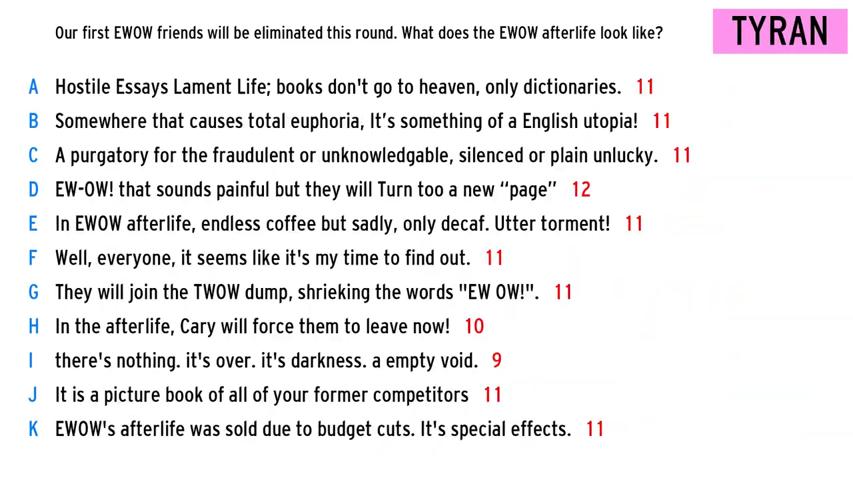 Our first EWOW friends will be eliminated this round. What does the EWOW afterlife look like?
TYRAN
A Hostile Essays Lament Life; books don't go to heaven, only dictionaries. 11
B Somewhere that causes total euphoria, It’s something of a English utopia! 11
C A purgatory for the fraudulent or unknowledgable, silenced or plain unlucky. 11
D EW-OW! that sounds painful but they will Turn too a new “page” 12
E In EWOW afterlife, endless coffee but sadly, only decaf. Utter torment! 11
F Well, everyone, it seems like it's my time to find out. 11
G They will join the TWOW dump, shrieking the words "EW OW!". 11
H In the afterlife, Cary will force them to leave now! 10
I there's nothing. it's over. it's darkness. a empty void. 9
J It is a picture book of all of your former competitors 11
K EWOW's afterlife was sold due to budget cuts. It's special effects. 11